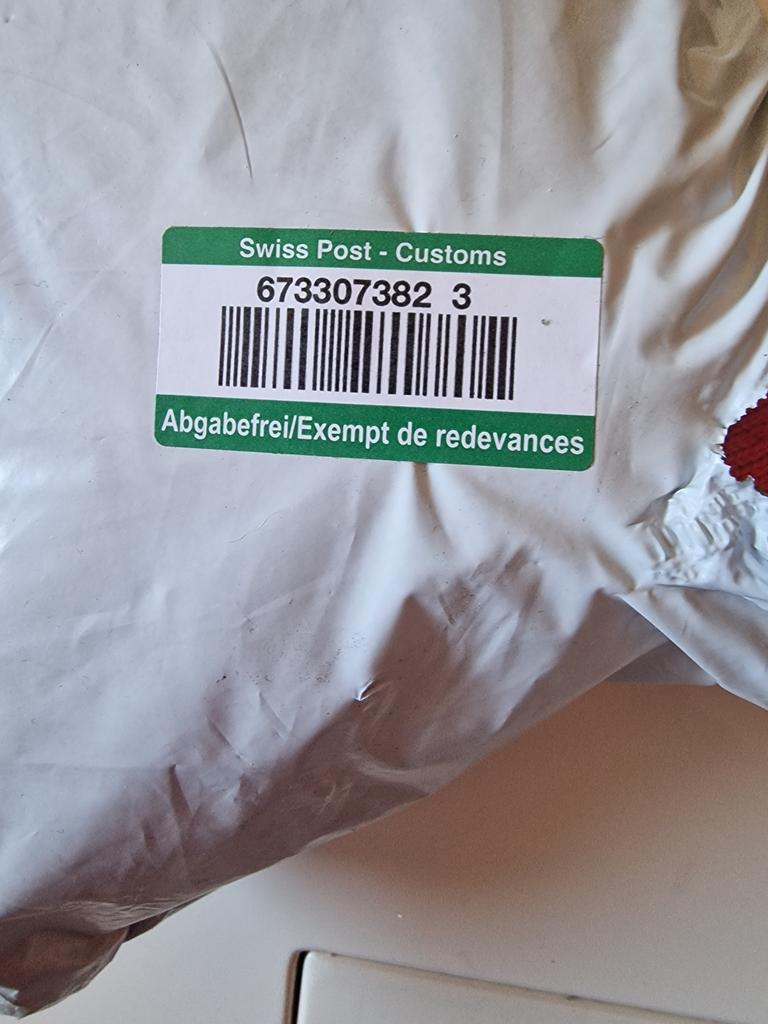 Swiss Post - Customs
673307382 3
Abgabefrei/Exempt de redevances